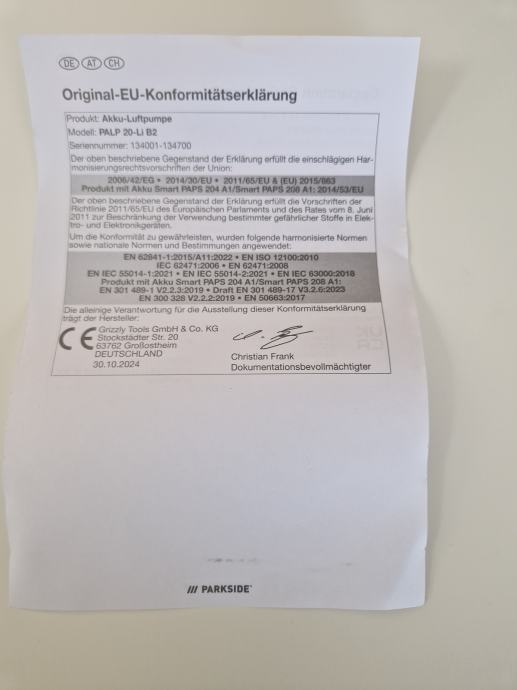 DE AT CH
Original-EU-Konformitätserklärung
Produkt: Akku-Luftpumpe
Modell: PALP 20-Li B2
Seriennummer: 134001-134700
Der oben beschriebene Gegenstand der Erklärung erfüllt die einschlägigen Har-
monisierungsrechtsvorschriften der Union:
2006/42/EG • 2014/30/EU • 2011/65/EU & (EU) 2015/863
Produkt mit Akku Smart PAPS 204 A1/Smart PAPS 208 A1: 2014/53/EU
Der oben beschriebene Gegenstand der Erklärung erfüllt die Vorschriften der
Richtlinie 2011/65/EU des Europäischen Parlaments und des Rates vom 8. Juni
2011 zur Beschränkung der Verwendung bestimmter gefährlicher Stoffe in Elek-
tro- und Elektronikgeräten.
Um die Konformität zu gewährleisten, wurden folgende harmonisierte Normen
sowie nationale Normen und Bestimmungen angewendet:
EN 62841-1:2015/A11:2022 • EN ISO 12100:2010
IEC 62471:2006 • EN 62471:2008
EN IEC 55014-1:2021 • EN IEC 55014-2:2021 • EN IEC 63000:2018
Produkt mit Akku Smart PAPS 204 A1/Smart PAPS 208 A1:
EN 301 489-1 V2.2.3:2019 • Draft EN 301 489-17 V3.2.6:2023
EN 300 328 V2.2.2:2019 • EN 50663:2017
Die alleinige Verantwortung für die Ausstellung dieser Konformitätserklärung
trägt der Hersteller:
CE
Grizzly Tools GmbH & Co. KG
Stockstädter Str. 20
63762 Großostheim
DEUTSCHLAND
30.10.2024
Christian Frank
Dokumentationsbevollmächtigter
/// PARKSIDE®